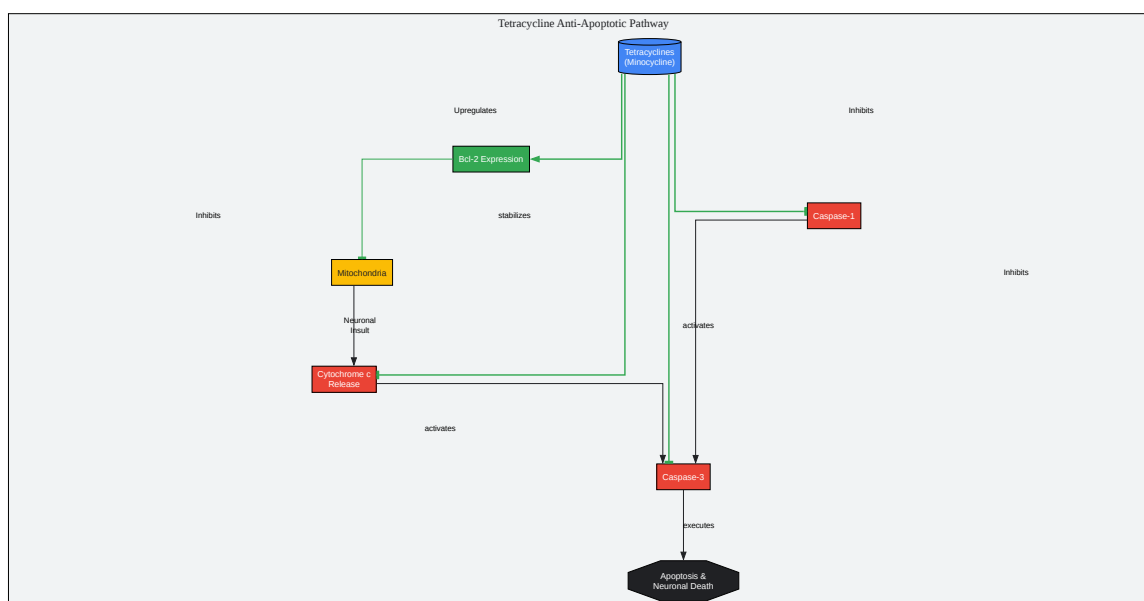 Tetracycline Anti-Apoptotic Pathway
Tetracyclines
(Minocycline)
Upregulates
Inhibits
Bcl-2 Expression
Inhibits
stabilizes
Caspase-1
Mitochondria
Inhibits
Neuronal
Insult
activates
Cytochrome c
Release
activates
Caspase-3
executes
Apoptosis &
Neuronal Death